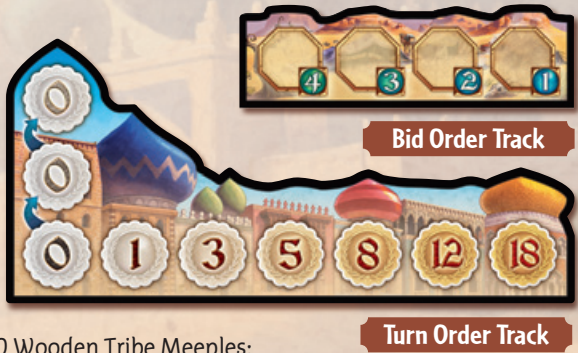 4 3 2 1
Bid Order Track
0
0
0 1 3 5 8 12 18
Turn Order Track
0 Wooden Tribe Meeples: